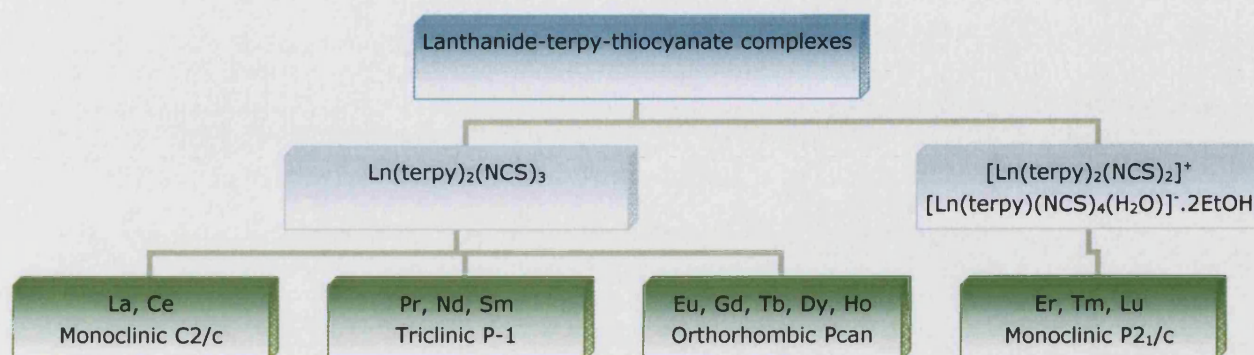 Lanthanide-terpy-thiocyanate complexes
Ln(terpy)₂(NCS)₃
[Ln(terpy)₂(NCS)₂]⁺
[Ln(terpy)(NCS)₄(H₂O)]⁻.2EtOH
La, Ce
Monoclinic C2/c
Pr, Nd, Sm
Triclinic P-1
Eu, Gd, Tb, Dy, Ho
Orthorhombic Pcan
Er, Tm, Lu
Monoclinic P2₁/c